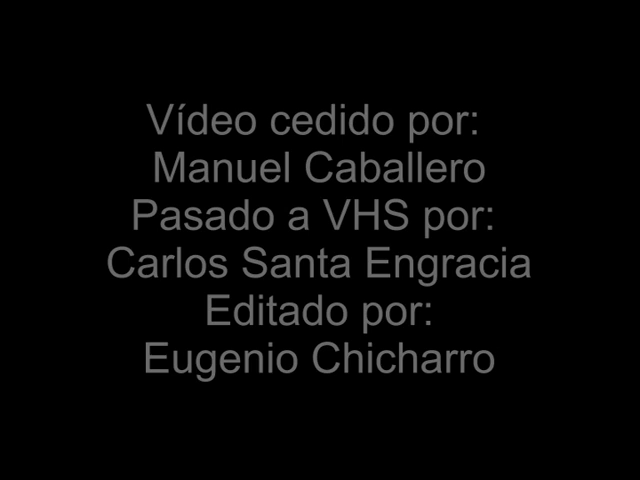 Vídeo cedido por:
Manuel Caballero
Pasado a VHS por:
Carlos Santa Engracia
Editado por:
Eugenio Chicharro